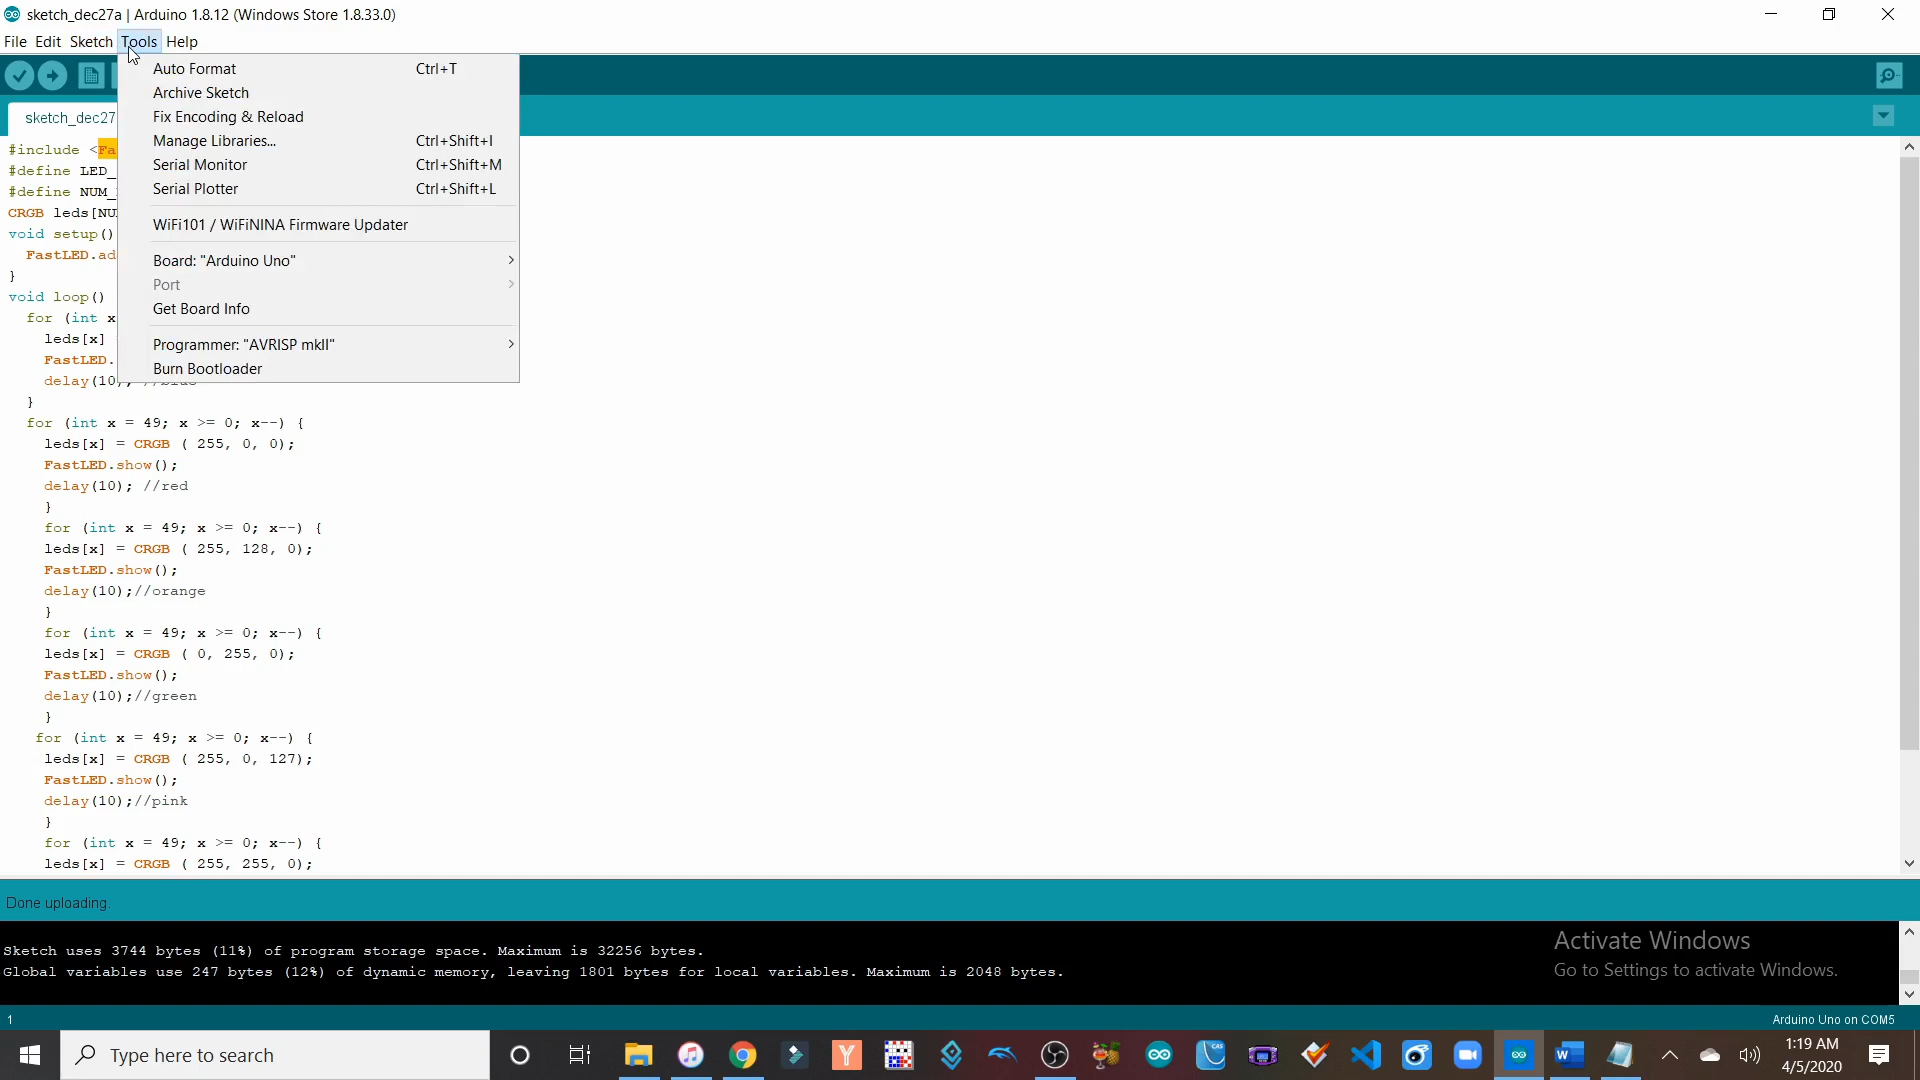 sketch_dec27a | Arduino 1.8.12 (Windows Store 1.8.33.0)
File Edit Sketch Tools Help
Auto Format Ctrl+T
Archive Sketch
Fix Encoding & Reload
Manage Libraries... Ctrl+Shift+I
Serial Monitor Ctrl+Shift+M
Serial Plotter Ctrl+Shift+L
WiFi101 / WiFiNINA Firmware Updater
Board: "Arduino Uno"
Port
Get Board Info
Programmer: "AVRISP mkII"
Burn Bootloader
sketch_dec27
#include <Fa
#define LED_
#define NUM_
CRGB leds[NU
void setup()
FastLED.ad
}
void loop()
for (int x
leds[x]
FastLED.
delay(10); //blue
}
for (int x = 49; x >= 0; x--) {
leds[x] = CRGB ( 255, 0, 0);
FastLED.show();
delay(10); //red
}
for (int x = 49; x >= 0; x--) {
leds[x] = CRGB ( 255, 128, 0);
FastLED.show();
delay(10);//orange
}
for (int x = 49; x >= 0; x--) {
leds[x] = CRGB ( 0, 255, 0);
FastLED.show();
delay(10);//green
}
for (int x = 49; x >= 0; x--) {
leds[x] = CRGB ( 255, 0, 127);
FastLED.show();
delay(10);//pink
}
for (int x = 49; x >= 0; x--) {
leds[x] = CRGB ( 255, 255, 0);
Done uploading.
Sketch uses 3744 bytes (11%) of program storage space. Maximum is 32256 bytes.
Global variables use 247 bytes (12%) of dynamic memory, leaving 1801 bytes for local variables. Maximum is 2048 bytes.
Activate Windows
Go to Settings to activate Windows.
1
Arduino Uno on COM5
Type here to search
1:19 AM
4/5/2020